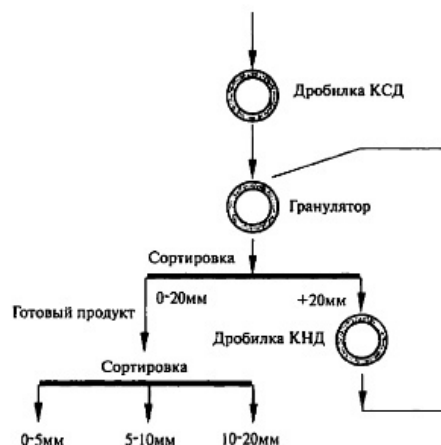 Дробилка КСД
Гранулятор
Сортировка
0-20мм
+20мм
Готовый продукт
Дробилка КНД
Сортировка
0-5мм
5-10мм
10-20мм